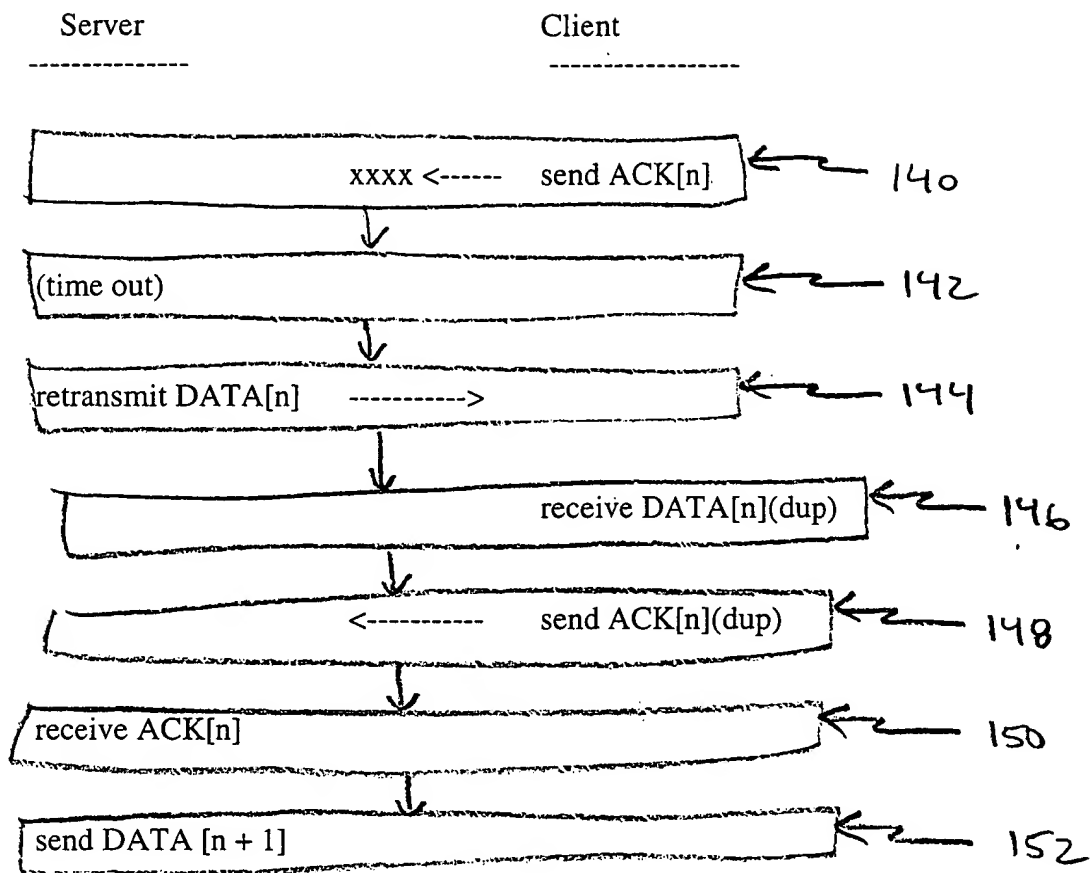 Server Client
-------------- -----------------
xxxx <------ send ACK[n] 140
(time out) 142
retransmit DATA[n] -----------> 144
receive DATA[n](dup) 146
<----------- send ACK[n](dup) 148
receive ACK[n] 150
send DATA [n + 1] 152